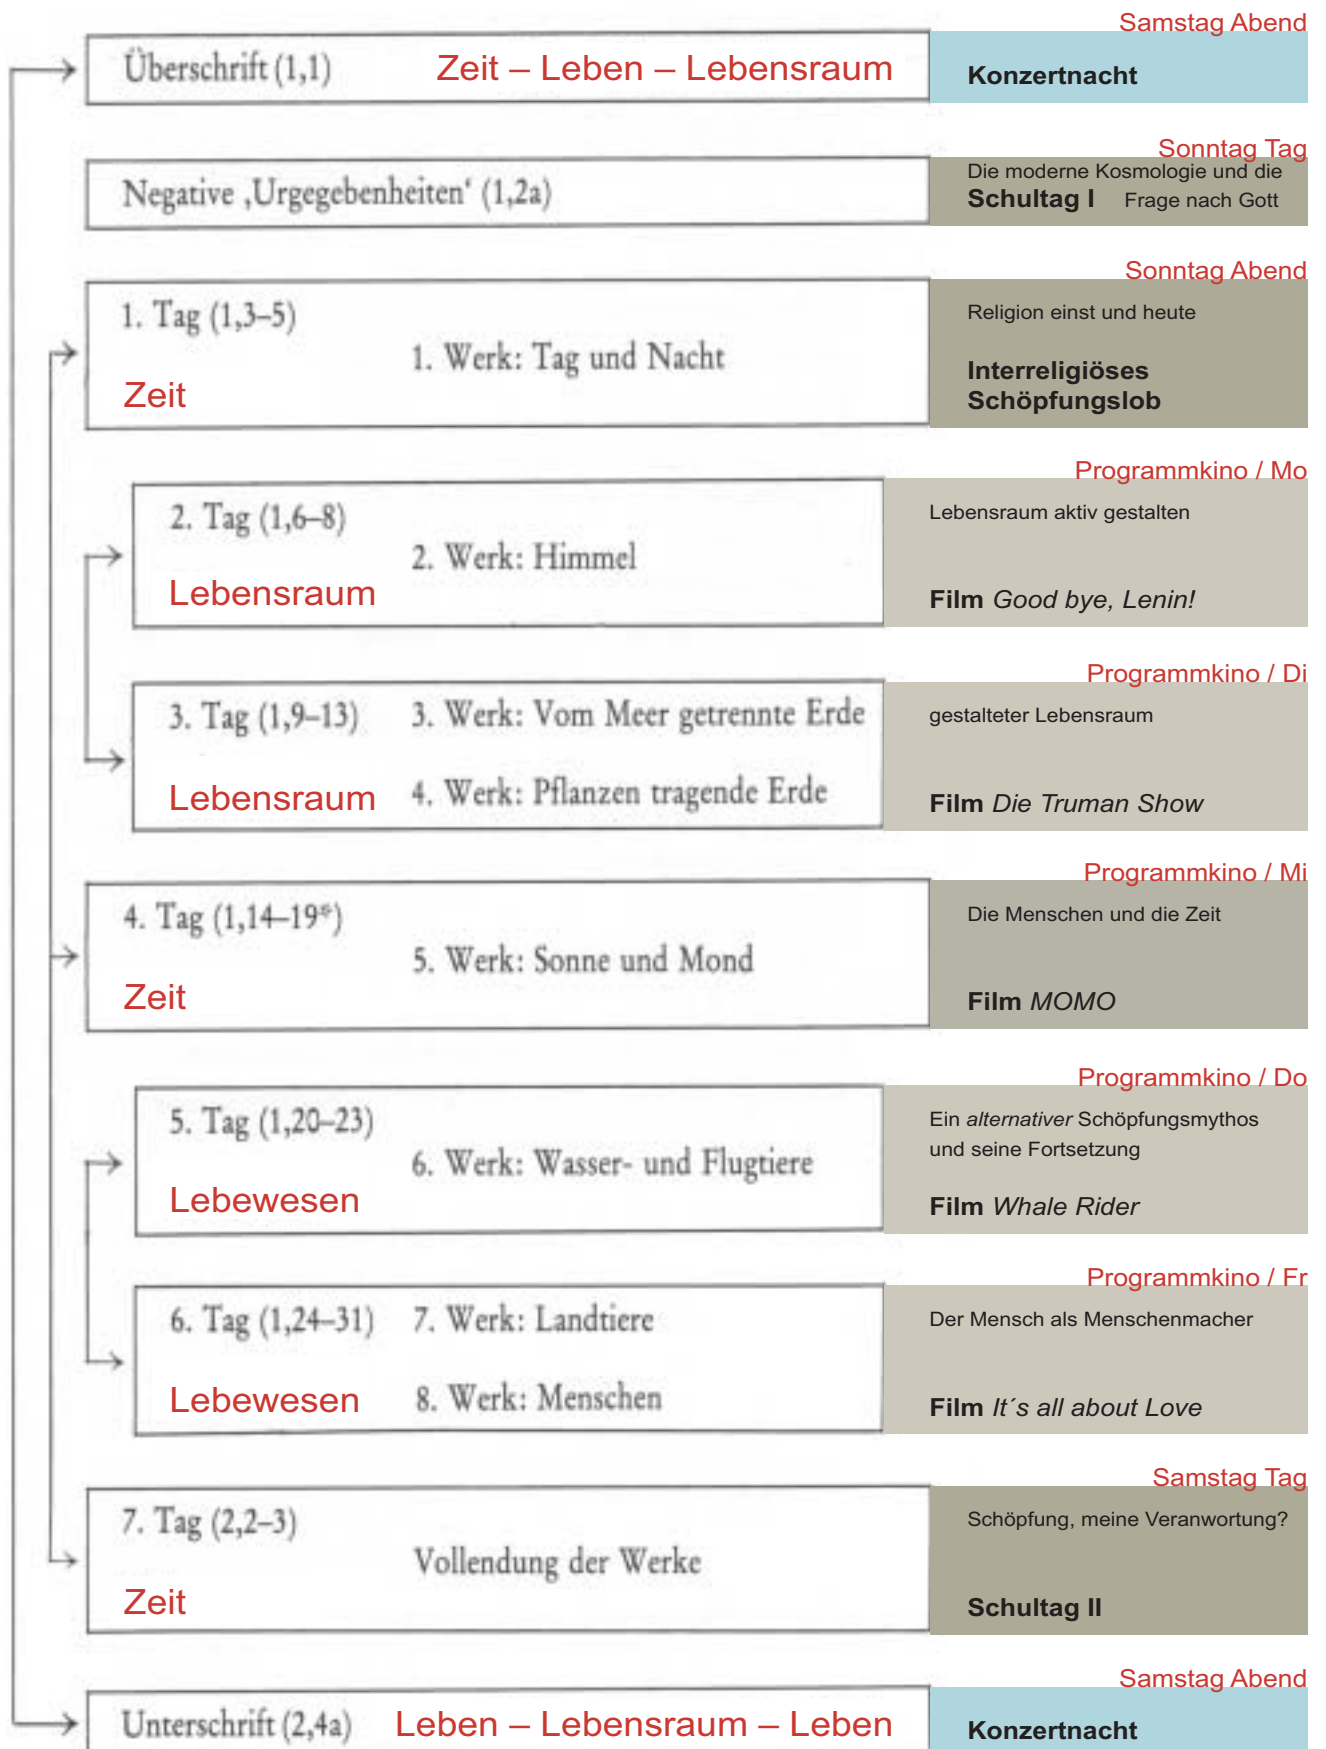 Samstag Abend
Überschrift (1,1) Zeit – Leben – Lebensraum
Konzertnacht
Sonntag Tag
Negative ‚Urgegebenheiten‘ (1,2a)
Die moderne Kosmologie und die
Schultag I Frage nach Gott
Sonntag Abend
1. Tag (1,3–5)
1. Werk: Tag und Nacht
Zeit
Religion einst und heute
Interreligiöses
Schöpfungslob
Programmkino / Mo
2. Tag (1,6–8)
2. Werk: Himmel
Lebensraum
Lebensraum aktiv gestalten
Film Good bye, Lenin!
Programmkino / Di
3. Tag (1,9–13) 3. Werk: Vom Meer getrennte Erde
Lebensraum 4. Werk: Pflanzen tragende Erde
gestalteter Lebensraum
Film Die Truman Show
Programmkino / Mi
4. Tag (1,14–19*)
5. Werk: Sonne und Mond
Zeit
Die Menschen und die Zeit
Film MOMO
Programmkino / Do
5. Tag (1,20–23)
6. Werk: Wasser- und Flugtiere
Lebewesen
Ein alternativer Schöpfungsmythos
und seine Fortsetzung
Film Whale Rider
Programmkino / Fr
6. Tag (1,24–31) 7. Werk: Landtiere
Lebewesen 8. Werk: Menschen
Der Mensch als Menschenmacher
Film It´s all about Love
Samstag Tag
7. Tag (2,2–3)
Vollendung der Werke
Zeit
Schöpfung, meine Veranwortung?
Schultag II
Samstag Abend
Unterschrift (2,4a) Leben – Lebensraum – Leben
Konzertnacht